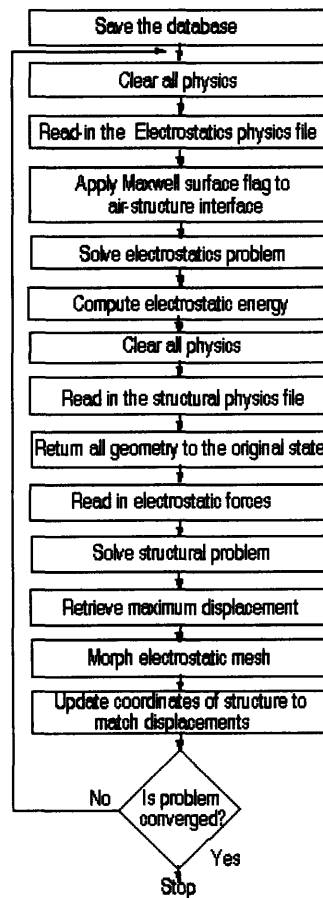 Save the database
Clear all physics
Read-in the Electrostatics physics file
Apply Maxwell surface flag to
air-structure interface
Solve electrostatics problem
Compute electrostatic energy
Clear all physics
Read in the structural physics file
Return all geometry to the original state
Read in electrostatic forces
Solve structural problem
Retrieve maximum displacement
Morph electrostatic mesh
Update coordinates of structure to
match displacements
No
Is problem
converged?
Yes
Stop